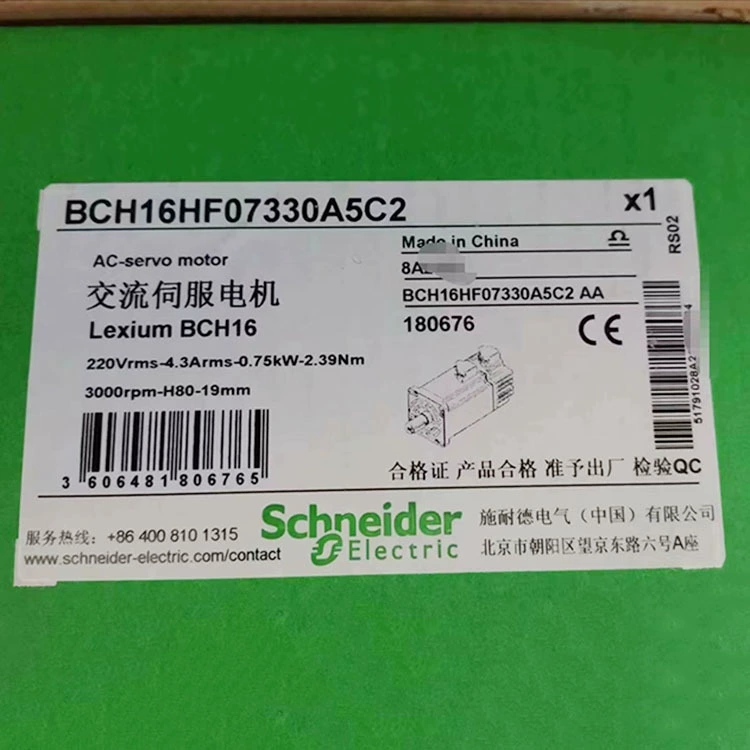 BCH16HF07330A5C2
x1
AC-servo motor
交流伺服电机
Lexium BCH16
220Vrms-4.3Arms-0.75kW-2.39Nm
3000rpm-H80-19mm
3 606481 806765
Made in China
BCH16HF07330A5C2 AA
180676
CE
RS02
合格证 产品合格 准予出厂 检验QC
服务热线：+86 400 810 1315
www.schneider-electric.com/contact
Schneider
Electric
施耐德电气（中国）有限公司
北京市朝阳区望京东路六号A座